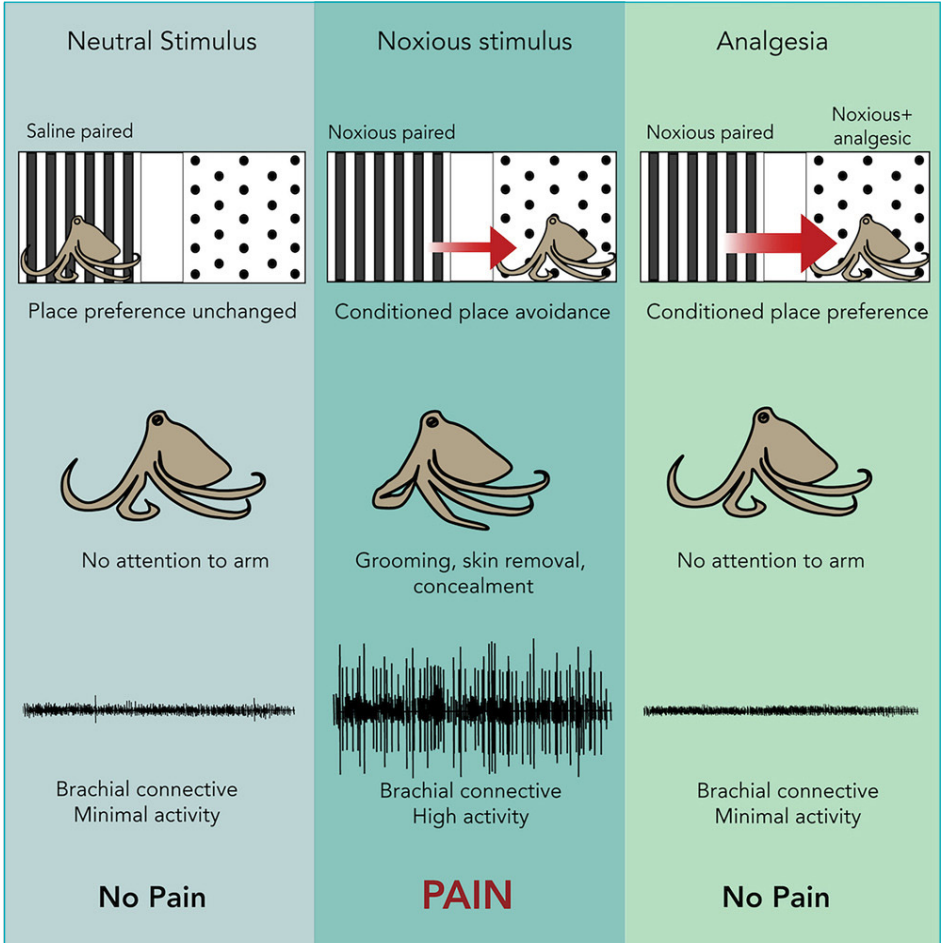 Neutral Stimulus
Saline paired
Place preference unchanged
No attention to arm
Brachial connective
Minimal activity
No Pain
Noxious stimulus
Noxious paired
Conditioned place avoidance
Grooming, skin removal,
concealment
Brachial connective
High activity
PAIN
Analgesia
Noxious paired
Noxious+
analgesic
Conditioned place preference
No attention to arm
Brachial connective
Minimal activity
No Pain